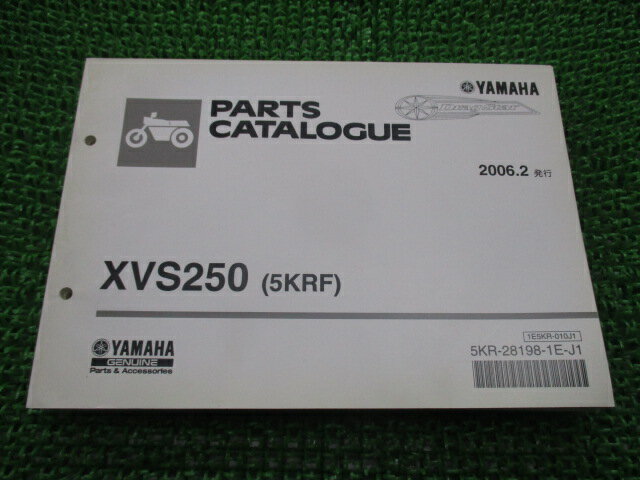 YAMAHA
DragStar
PARTS
CATALOGUE
2006.2 発行
XVS250 (5KRF)
YAMAHA
GENUINE
Parts & Accessories
1E5KR-010J1
5KR-28198-1E-J1